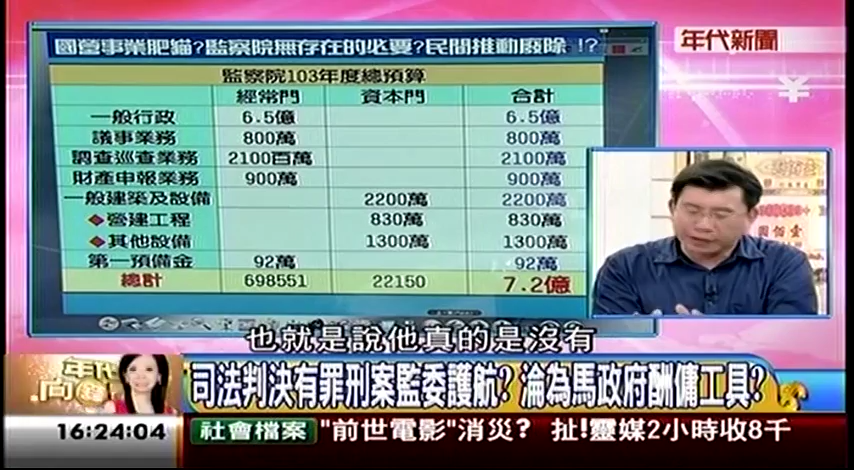 國營事業肥貓?監察院無存在的必要?民間推動廢除!?
年代新聞
監察院103年度總預算
經常門 資本門 合計
一般行政 6.5億 6.5億
議事業務 800萬 800萬
調查巡查業務 2100百萬 2100萬
財產申報業務 900萬 900萬
一般建築及設備 2200萬 2200萬
◆營建工程 830萬 830萬
◆其他設備 1300萬 1300萬
第一預備金 92萬 92萬
總計 698551 22150 7.2億
也就是說他真的是沒有
年代向錢
司法判決有罪刑案監委護航?淪為馬政府酬傭工具?
16:24:04 社會檔案 "前世電影"消災? 扯!靈媒2小時收8千